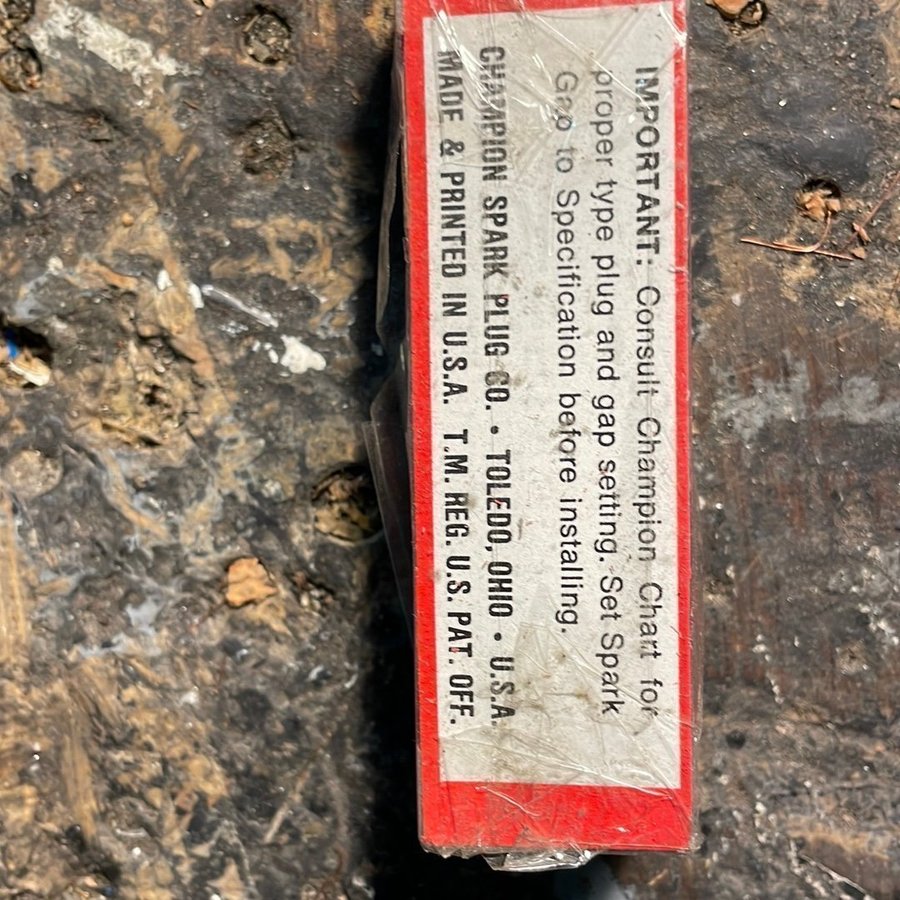 IMPORTANT: Consult Champion Chart for
proper type plug and gap setting. Set Spark
Gap to Specification before installing.
CHAMPION SPARK PLUG CO. • TOLEDO, OHIO • U.S.A.
MADE & PRINTED IN U.S.A. T.M. REG. U.S. PAT. OFF.